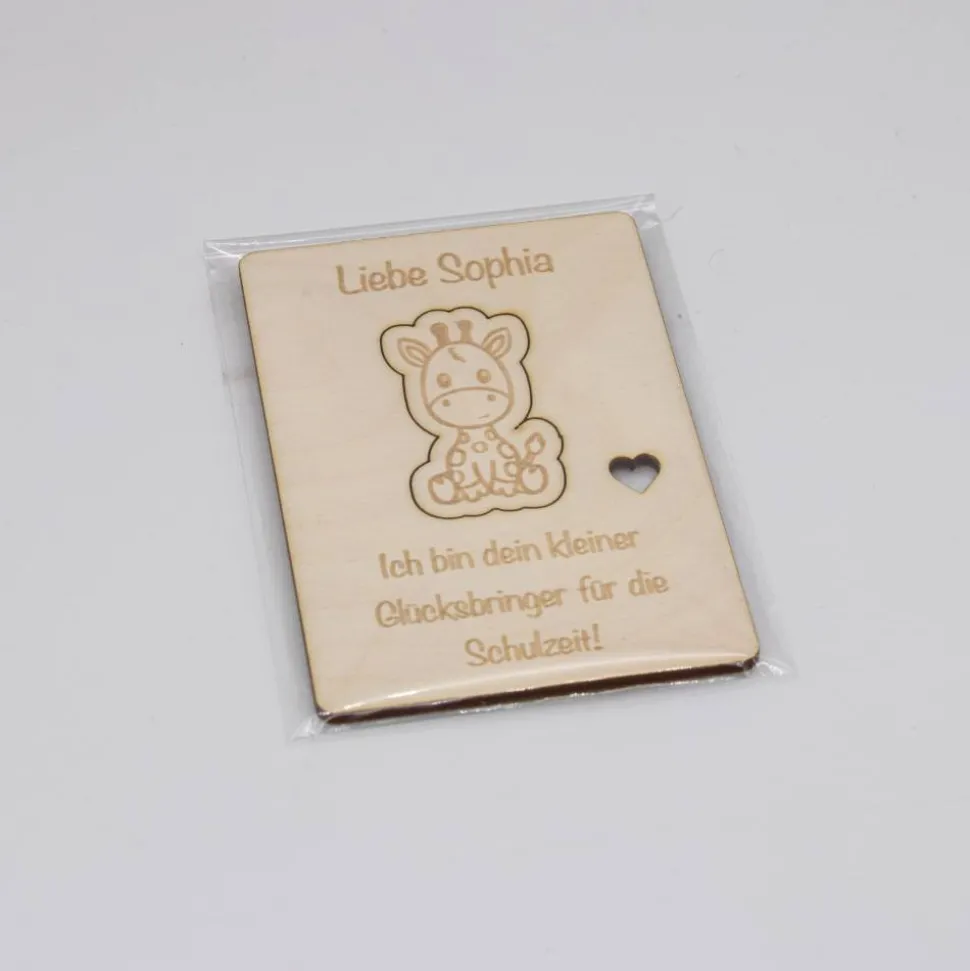 Liebe Sophia
Ich bin dein kleiner
Glücksbringer für die
Schulzeit!